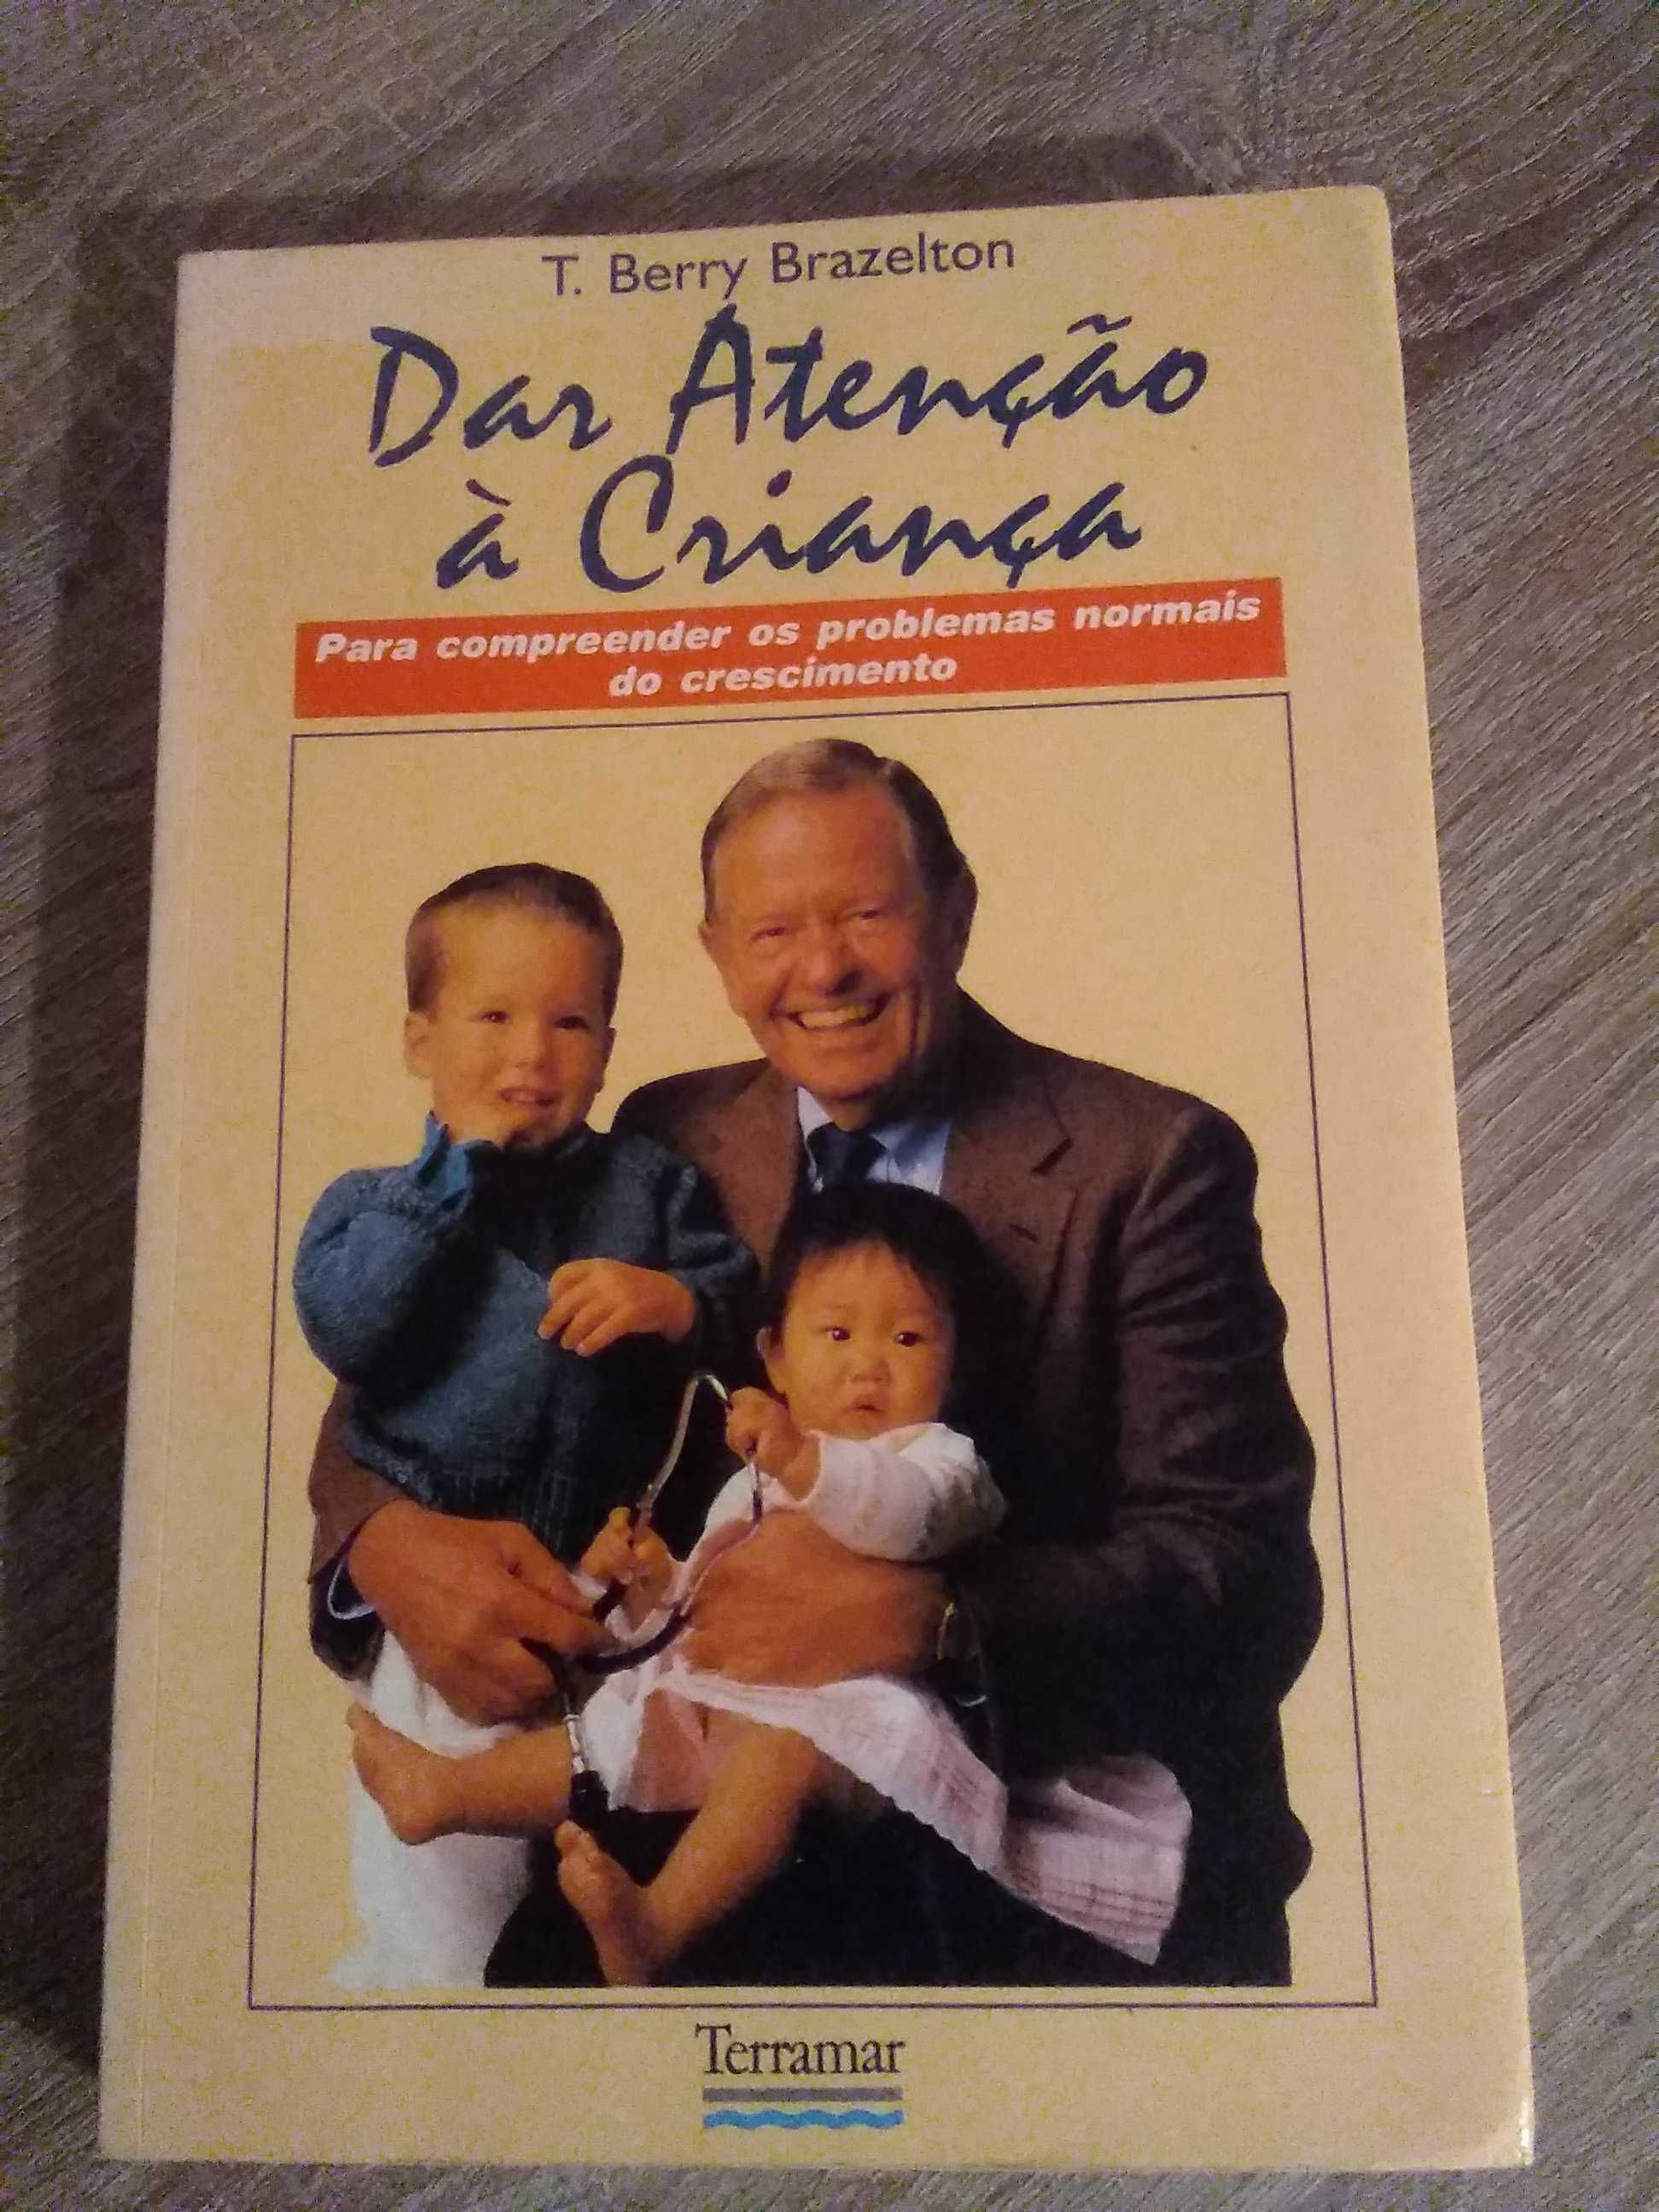 T. Berry Brazelton
Dar Atenção
à Criança
Para compreender os problemas normais
do crescimento
Terramar